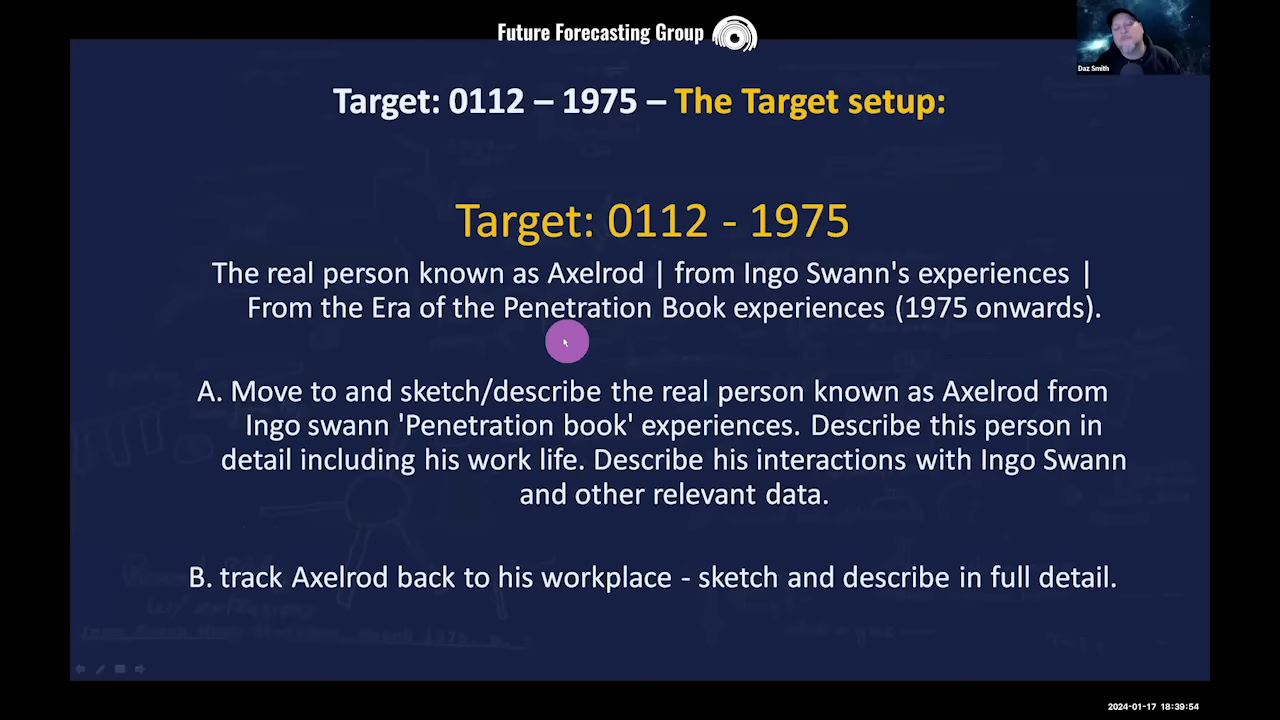 Future Forecasting Group
Daz Smith
Target: 0112 – 1975 – The Target setup:
Target: 0112 - 1975
The real person known as Axelrod | from Ingo Swann's experiences |
From the Era of the Penetration Book experiences (1975 onwards).
A. Move to and sketch/describe the real person known as Axelrod from
Ingo swann 'Penetration book' experiences. Describe this person in
detail including his work life. Describe his interactions with Ingo Swann
and other relevant data.
B. track Axelrod back to his workplace - sketch and describe in full detail.
2024-01-17 18:39:54